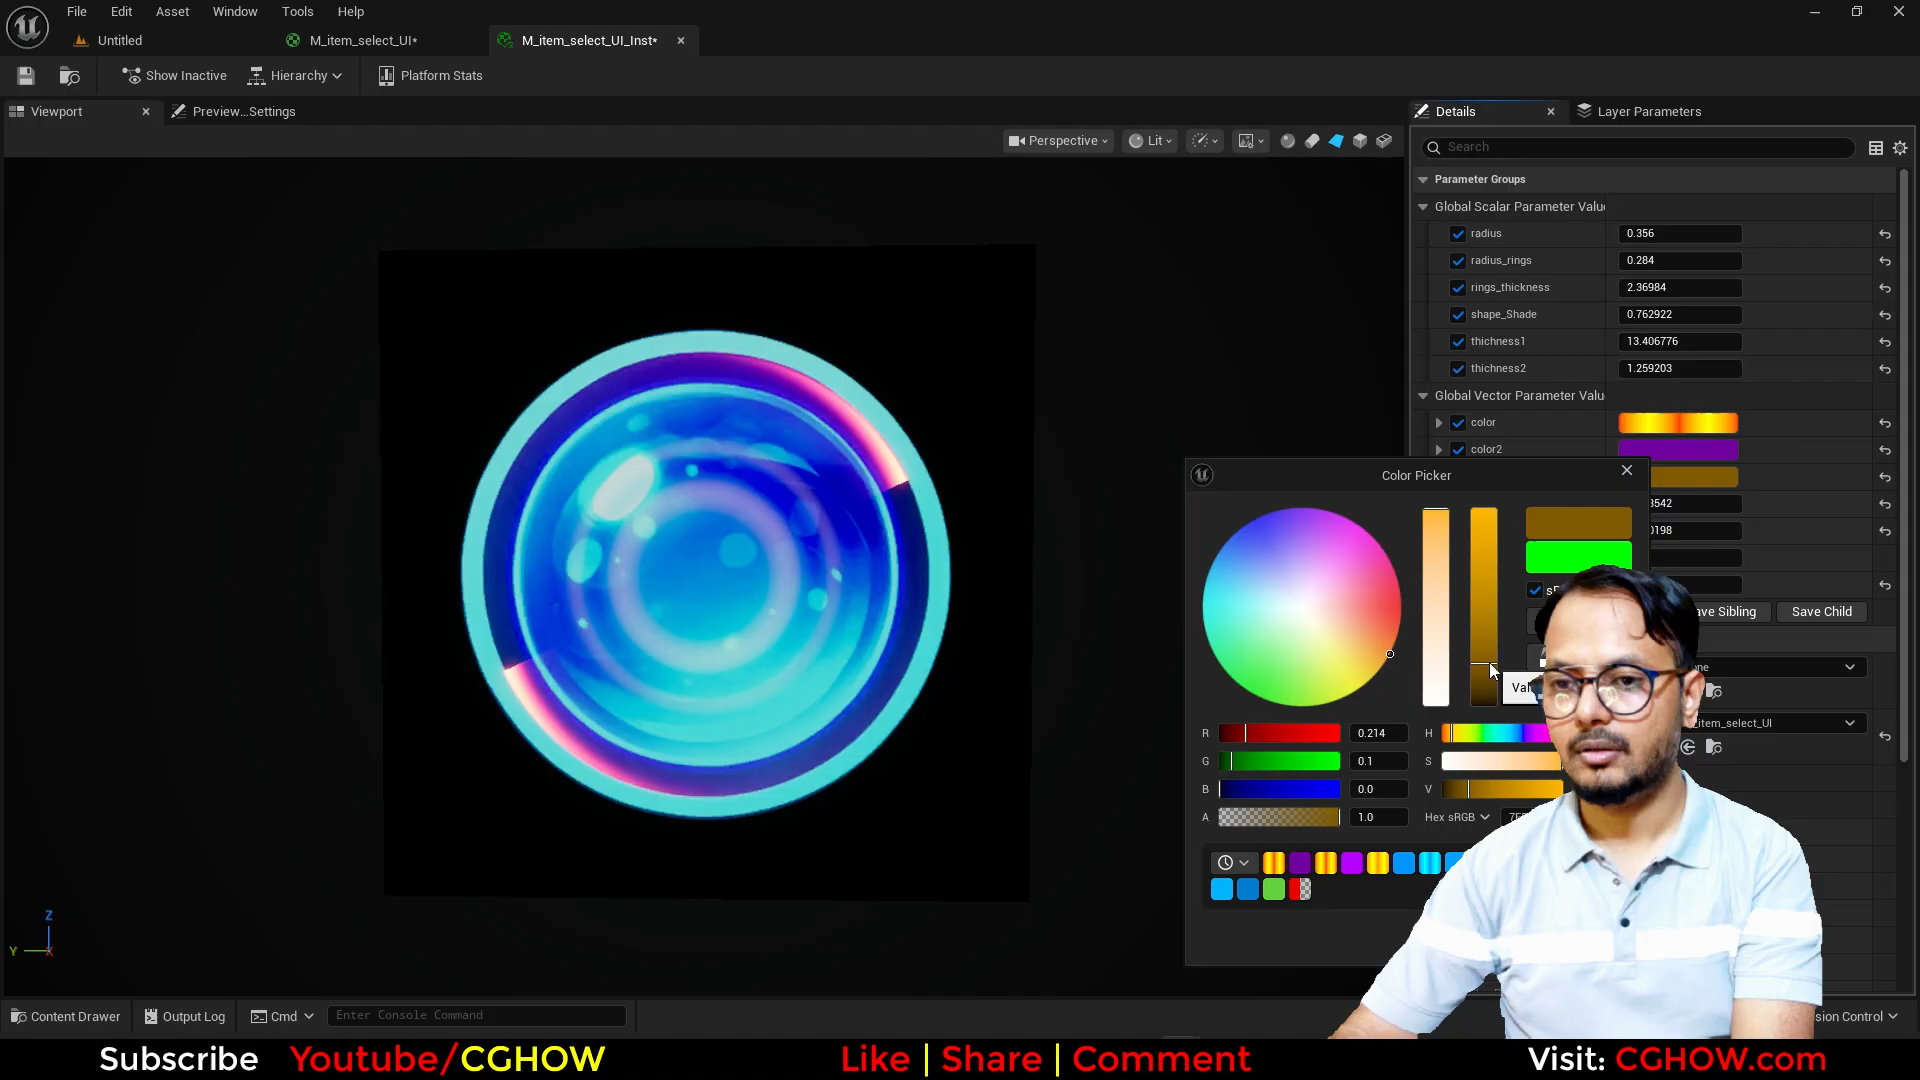 File Edit Asset Window Tools Help
Untitled M_item_select_UI* M_item_select_UI_Inst*
Show Inactive Hierarchy Platform Stats
Viewport Preview...Settings Details Layer Parameters
Perspective Lit Search
Parameter Groups
Global Scalar Parameter Valu
radius 0.356
radius_rings 0.284
rings_thickness 2.36984
shape_Shade 0.762922
thichness1 13.406776
thichness2 1.259203
Global Vector Parameter Valu
color
color2
Color Picker
Save Child
R 0.214 H
G 0.1 S
B 0.0 V
A 1.0 Hex sRGB
Z
Y X
Content Drawer Output Log Cmd Enter Console Command
Subscribe Youtube/CGHOW Like | Share | Comment Visit: CGHOW.com